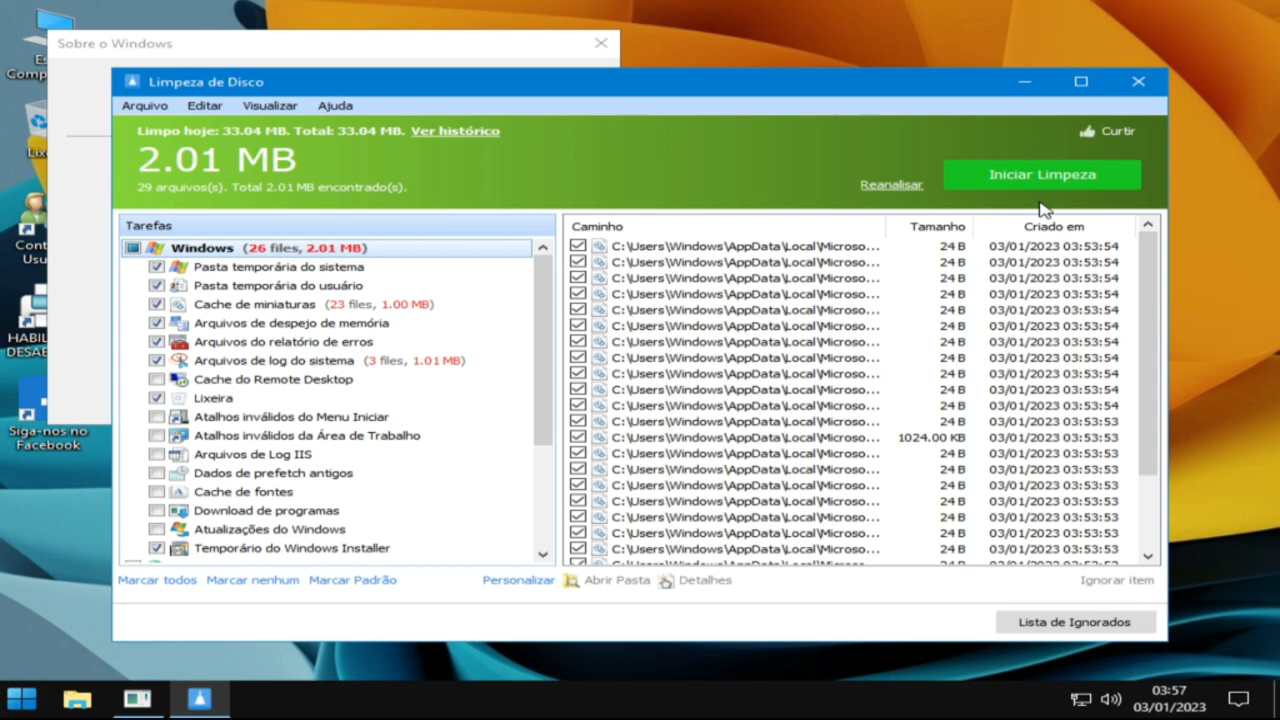 Sobre o Windows
Limpeza de Disco
Arquivo Editar Visualizar Ajuda
Limpo hoje: 33.04 MB. Total: 33.04 MB. Ver histórico
Curtir
2.01 MB
29 arquivos(s). Total 2.01 MB encontrado(s).
Reanalisar
Iniciar Limpeza
Tarefas
Windows (26 files, 2.01 MB)
Pasta temporária do sistema
Pasta temporária do usuário
Cache de miniaturas (23 files, 1.00 MB)
Arquivos de despejo de memória
Arquivos do relatório de erros
Arquivos de log do sistema (3 files, 1.01 MB)
Cache do Remote Desktop
Lixeira
Atalhos inválidos do Menu Iniciar
Atalhos inválidos da Área de Trabalho
Arquivos de Log IIS
Dados de prefetch antigos
Cache de fontes
Download de programas
Atualizações do Windows
Temporário do Windows Installer
Caminho Tamanho Criado em
C:\Users\Windows\AppData\Local\Microso... 24 B 03/01/2023 03:53:54
C:\Users\Windows\AppData\Local\Microso... 24 B 03/01/2023 03:53:54
C:\Users\Windows\AppData\Local\Microso... 24 B 03/01/2023 03:53:54
C:\Users\Windows\AppData\Local\Microso... 24 B 03/01/2023 03:53:54
C:\Users\Windows\AppData\Local\Microso... 24 B 03/01/2023 03:53:54
C:\Users\Windows\AppData\Local\Microso... 24 B 03/01/2023 03:53:54
C:\Users\Windows\AppData\Local\Microso... 24 B 03/01/2023 03:53:54
C:\Users\Windows\AppData\Local\Microso... 24 B 03/01/2023 03:53:54
C:\Users\Windows\AppData\Local\Microso... 24 B 03/01/2023 03:53:54
C:\Users\Windows\AppData\Local\Microso... 24 B 03/01/2023 03:53:54
C:\Users\Windows\AppData\Local\Microso... 24 B 03/01/2023 03:53:54
C:\Users\Windows\AppData\Local\Microso... 24 B 03/01/2023 03:53:53
C:\Users\Windows\AppData\Local\Microso... 1024.00 KB 03/01/2023 03:53:53
C:\Users\Windows\AppData\Local\Microso... 24 B 03/01/2023 03:53:53
C:\Users\Windows\AppData\Local\Microso... 24 B 03/01/2023 03:53:53
C:\Users\Windows\AppData\Local\Microso... 24 B 03/01/2023 03:53:53
C:\Users\Windows\AppData\Local\Microso... 24 B 03/01/2023 03:53:53
C:\Users\Windows\AppData\Local\Microso... 24 B 03/01/2023 03:53:53
C:\Users\Windows\AppData\Local\Microso... 24 B 03/01/2023 03:53:53
C:\Users\Windows\AppData\Local\Microso... 24 B 03/01/2023 03:53:53
Marcar todos Marcar nenhum Marcar Padrão Personalizar Abrir Pasta Detalhes Ignorar item
Lista de Ignorados
Siga-nos no
Facebook
03:57
03/01/2023